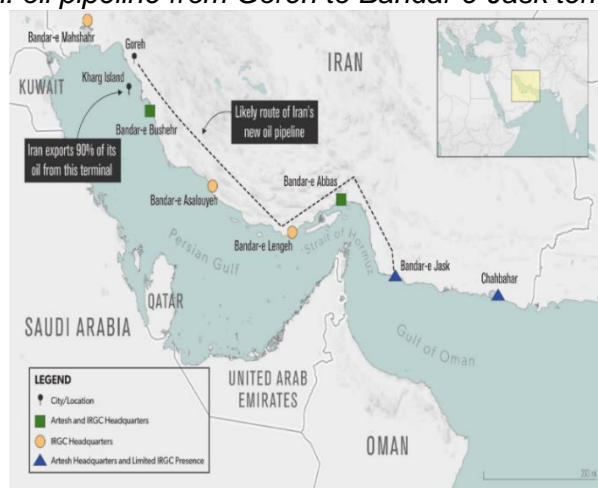 oil pipeline from Goreh to Bandar-e Jask
Bandar-e Mahshahr
Goreh
IRAN
KUWAIT
Kharg Island
Likely route of Iran's
new oil pipeline
Bandar-e Bushehr
Iran exports 90% of its
oil from this terminal
Bandar-e Abbas
Bandar-e Asalouyeh
Bandar-e Lengeh
Strait of Hormuz
Persian Gulf
Bandar-e Jask
Chahbahar
QATAR
SAUDI ARABIA
Gulf of Oman
UNITED ARAB
EMIRATES
OMAN
LEGEND
City/Location
Artesh and IRGC Headquarters
IRGC Headquarters
Artesh Headquarters and Limited IRGC Presence